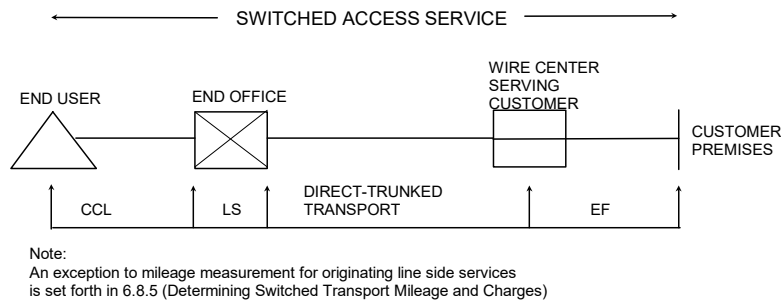 SWITCHED ACCESS SERVICE
WIRE CENTER
SERVING
CUSTOMER
END USER
END OFFICE
CUSTOMER
PREMISES
DIRECT-TRUNKED
TRANSPORT
CCL
LS
EF
Note:
An exception to mileage measurement for originating line side services
is set forth in 6.8.5 (Determining Switched Transport Mileage and Charges)